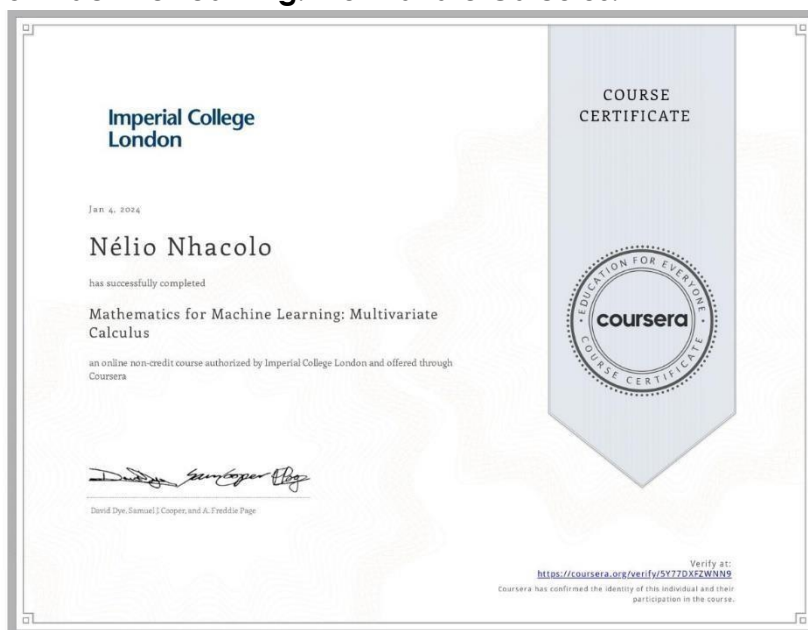 Imperial College
London
Jan 4, 2024
Nélio Nhacolo
has successfully completed
Mathematics for Machine Learning: Multivariate
Calculus
an online non-credit course authorized by Imperial College London and offered through
Coursera
David Dye, Samuel J. Cooper, and A. Freddie Page
COURSE
CERTIFICATE
EDUCATION FOR EVERYONE
coursera
COURSE CERTIFICATE
Verify at:
https://coursera.org/verify/5Y77DXFZWNN9
Coursera has confirmed the identity of this individual and their
participation in the course.